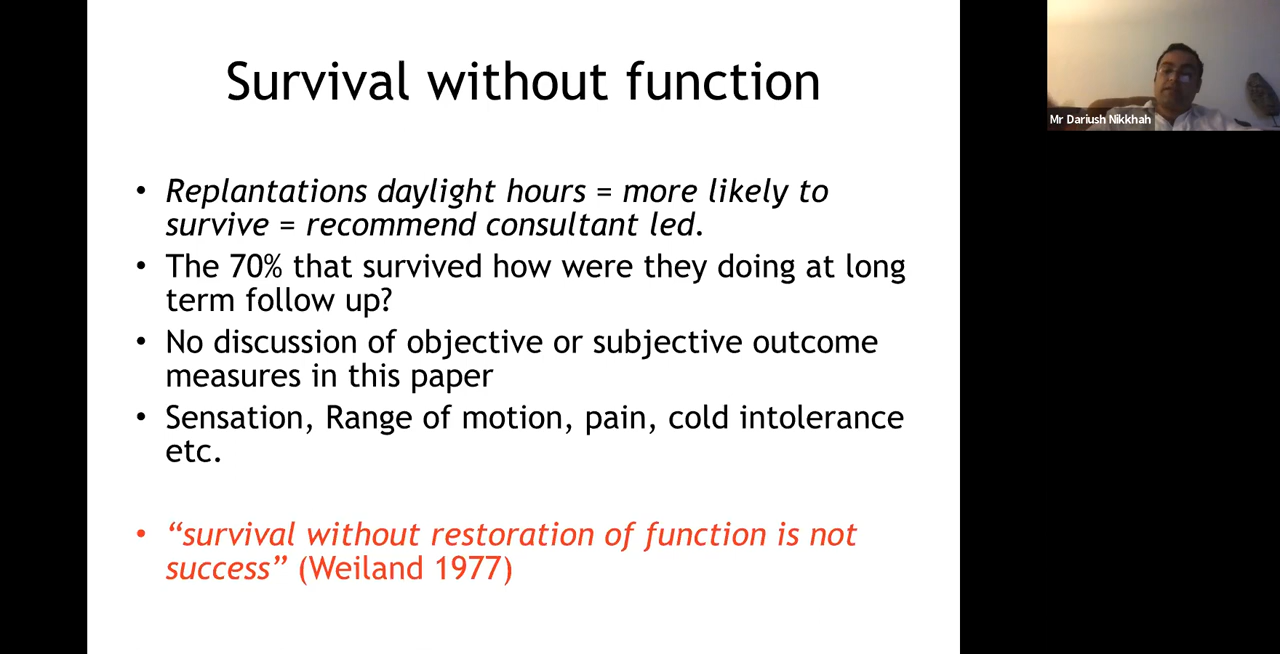 Survival without function
• Replantations daylight hours = more likely to
survive = recommend consultant led.
• The 70% that survived how were they doing at long
term follow up?
• No discussion of objective or subjective outcome
measures in this paper
• Sensation, Range of motion, pain, cold intolerance
etc.
• “survival without restoration of function is not
success” (Weiland 1977)
Mr Dariush Nikkhah